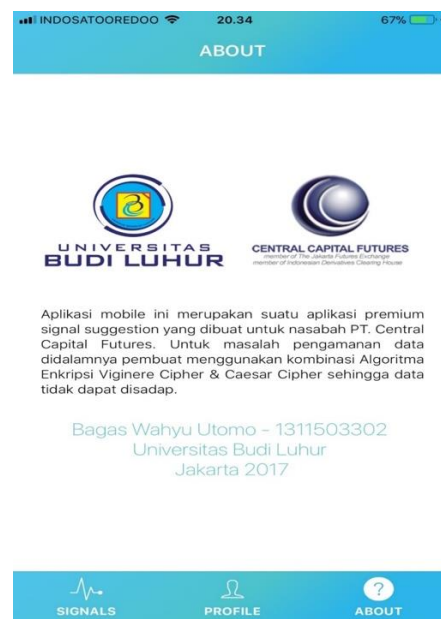 INDOSATOOREDOO 20.34 67%
ABOUT
UNIVERSITAS
BUDI LUHUR
CENTRAL CAPITAL FUTURES
member of The Jakarta Futures Exchange
member of Indonesian Derivatives Clearing House
Aplikasi mobile ini merupakan suatu aplikasi premium
signal suggestion yang dibuat untuk nasabah PT. Central
Capital Futures. Untuk masalah pengamanan data
didalamnya pembuat menggunakan kombinasi Algoritma
Enkripsi Viginere Cipher & Caesar Cipher sehingga data
tidak dapat disadap.
Bagas Wahyu Utomo - 1311503302
Universitas Budi Luhur
Jakarta 2017
SIGNALS PROFILE ? ABOUT